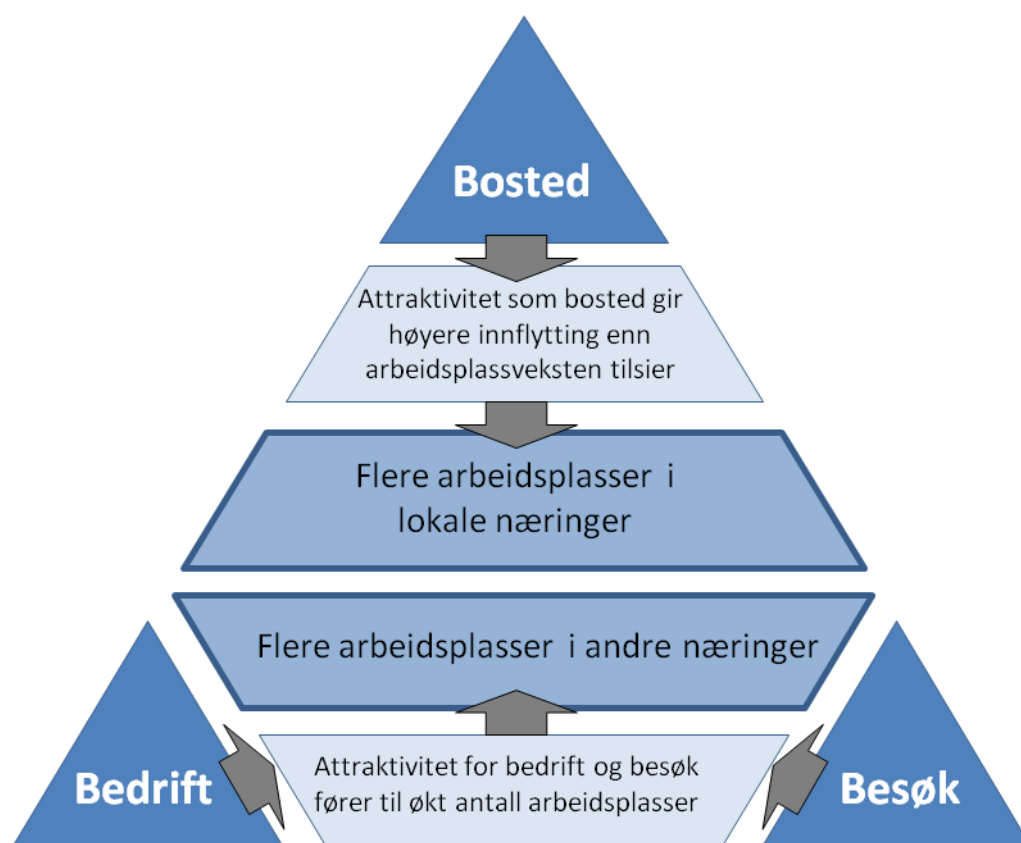 Bosted
Attraktivitet som bosted gir
høyere innflytting enn
arbeidsplassveksten tilsier
Flere arbeidsplasser i
lokale næringer
Flere arbeidsplasser i andre næringer
Bedrift
Attraktivitet for bedrift og besøk
fører til økt antall arbeidsplasser
Besøk